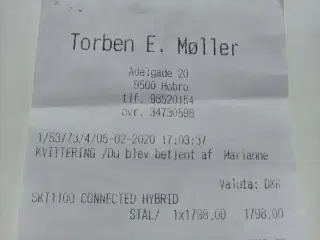 Torben E. Møller
Adelgade 20
9500 Hobro
tlf. 98520154
cvr. 34730598
1/53/73/4/05-02-2020 17:03:37
KVITTERING /Du blev betjent af Marianne
Valuta: DKK
SKT1100 CONNECTED HYBRID
STAL/ 1x1798,00 1798,00